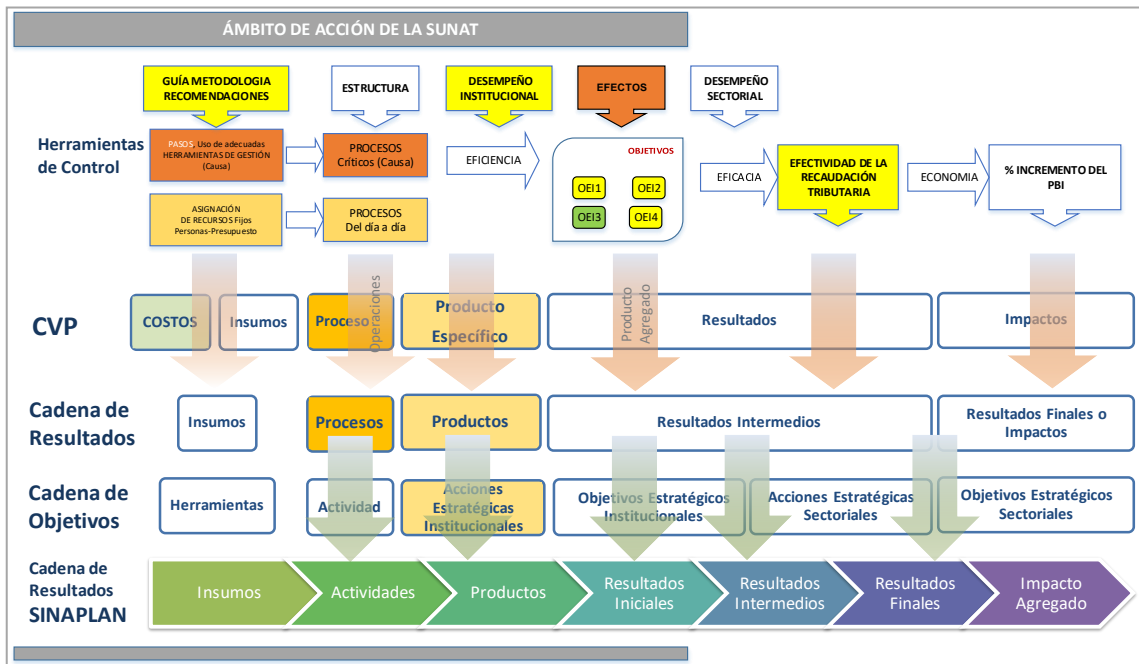 ÁMBITO DE ACCIÓN DE LA SUNAT
GUÍA METODOLOGIA
RECOMENDACIONES
ESTRUCTURA
DESEMPEÑO
INSTITUCIONAL
EFECTOS
DESEMPEÑO
SECTORIAL
Herramientas
de Control
PASOS. Uso de adecuadas
HERRAMIENTAS DE GESTIÓN
(Causa)
PROCESOS
Críticos (Causa)
EFICIENCIA
OBJETIVOS
OEI1
OEI2
OEI3
OEI4
EFICACIA
EFECTIVIDAD DE LA
RECAUDACIÓN
TRIBUTARIA
ECONOMIA
% INCREMENTO DEL
PBI
ASIGNACIÓN
DE RECURSOS Fijos
Personas-Presupuesto
PROCESOS
Del día a día
CVP
COSTOS
Insumos
Proceso
Operaciones
Producto
Específico
Producto
Agregado
Resultados
Impactos
Cadena de
Resultados
Insumos
Procesos
Productos
Resultados Intermedios
Resultados Finales o
Impactos
Cadena de
Objetivos
Herramientas
Actividad
Acciones
Estratégicas
Institucionales
Objetivos Estratégicos
Institucionales
Acciones Estratégicas
Sectoriales
Objetivos Estratégicos
Sectoriales
Cadena de
Resultados
SINAPLAN
Insumos
Actividades
Productos
Resultados
Iniciales
Resultados
Intermedios
Resultados
Finales
Impacto
Agregado